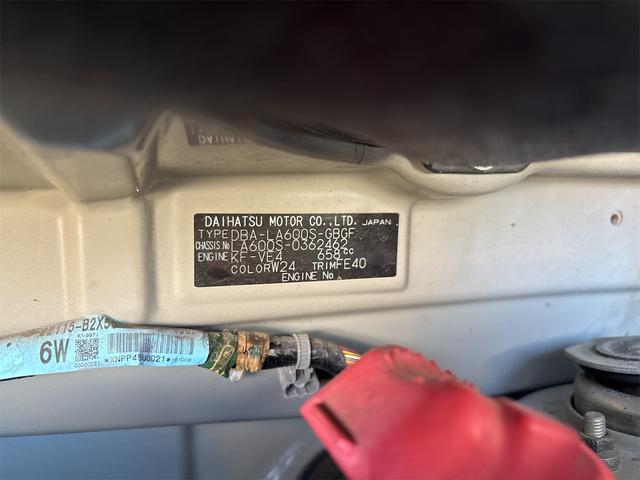 DAIHATSU MOTOR CO.,LTD. JAPAN
TYPE DBA-LA600S-GBGF
CHASSIS No LA600S-0362462
ENGINE KF-VE4 658cc
COLOR W24 TRIM FE40
ENGINE No
6W
*XNPP4SU0021*